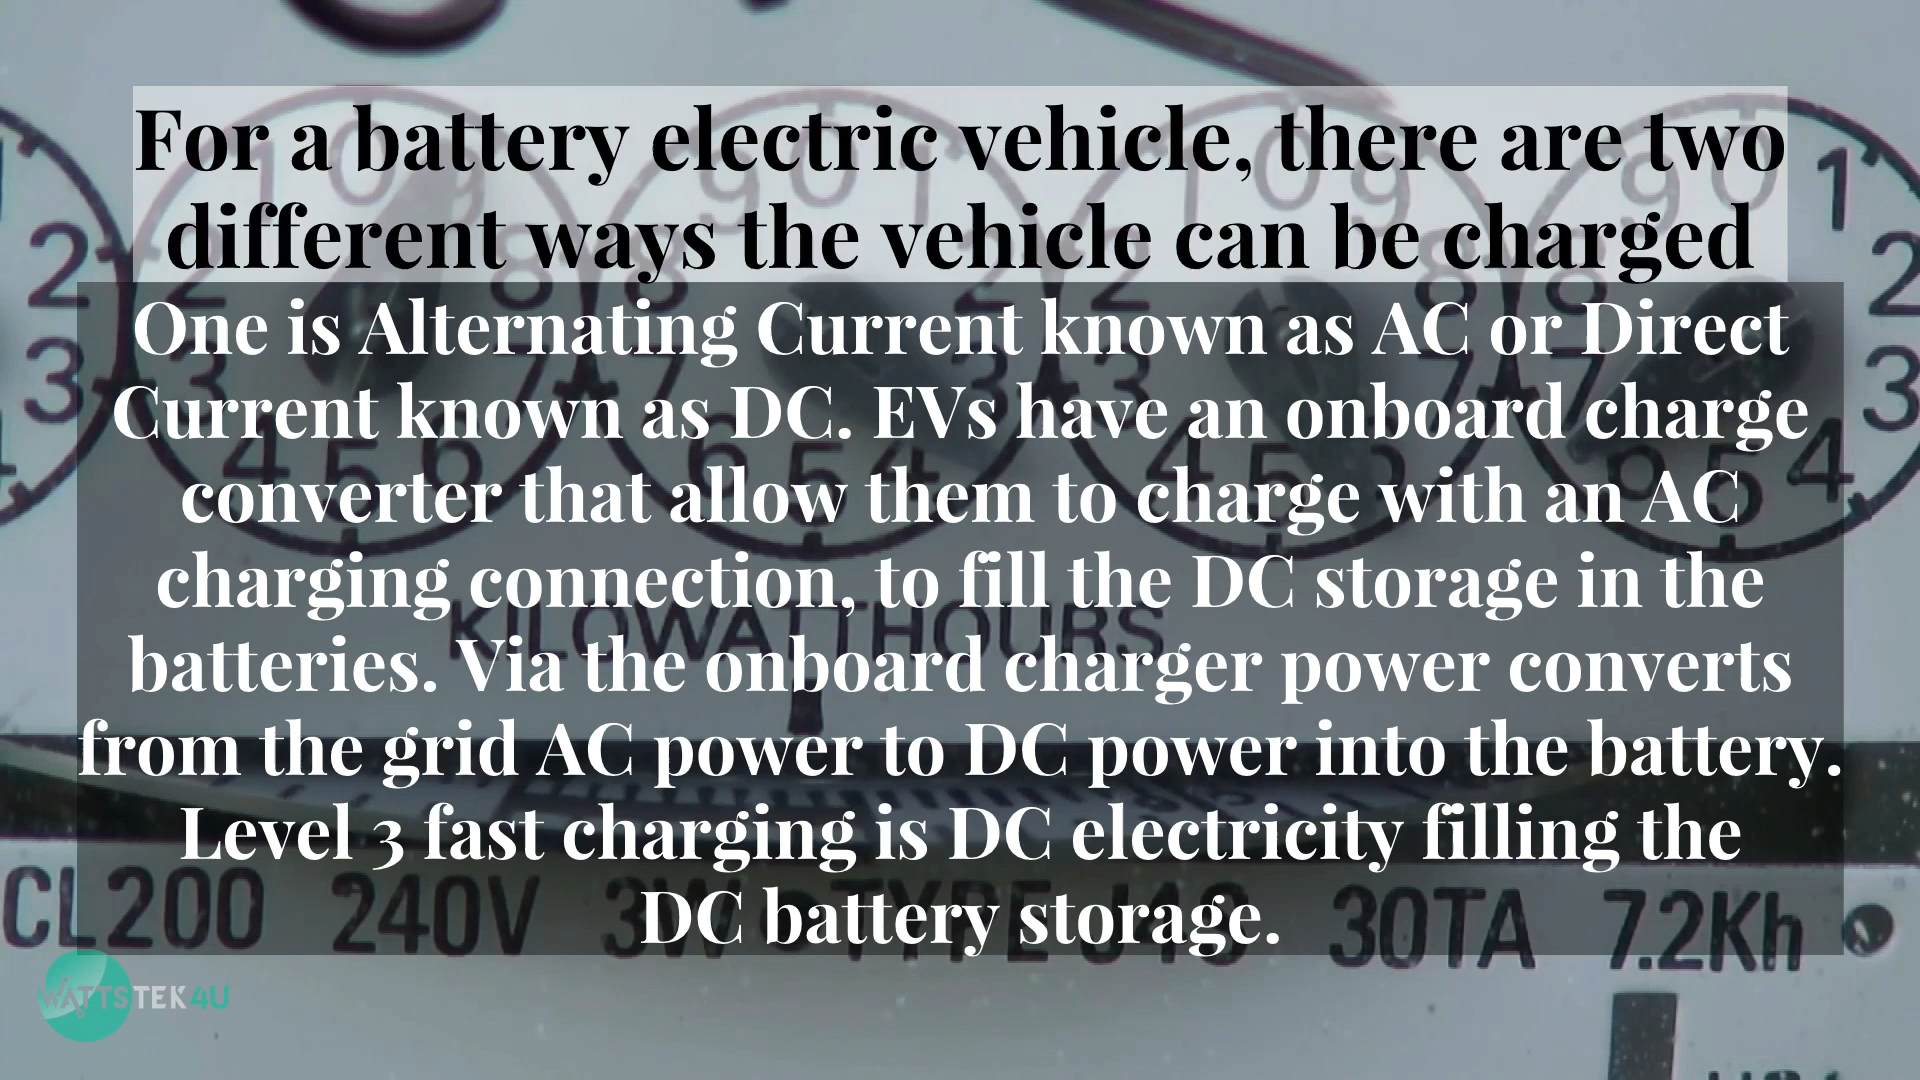 For a battery electric vehicle, there are two
different ways the vehicle can be charged
One is Alternating Current known as AC or Direct
Current known as DC. EVs have an onboard charge
converter that allow them to charge with an AC
charging connection, to fill the DC storage in the
batteries. Via the onboard charger power converts
from the grid AC power to DC power into the battery.
Level 3 fast charging is DC electricity filling the
DC battery storage.
KILOWATTHOURS
CL200 240V 3W TYPE 30TA 7.2Kh
WATTSTEK4U